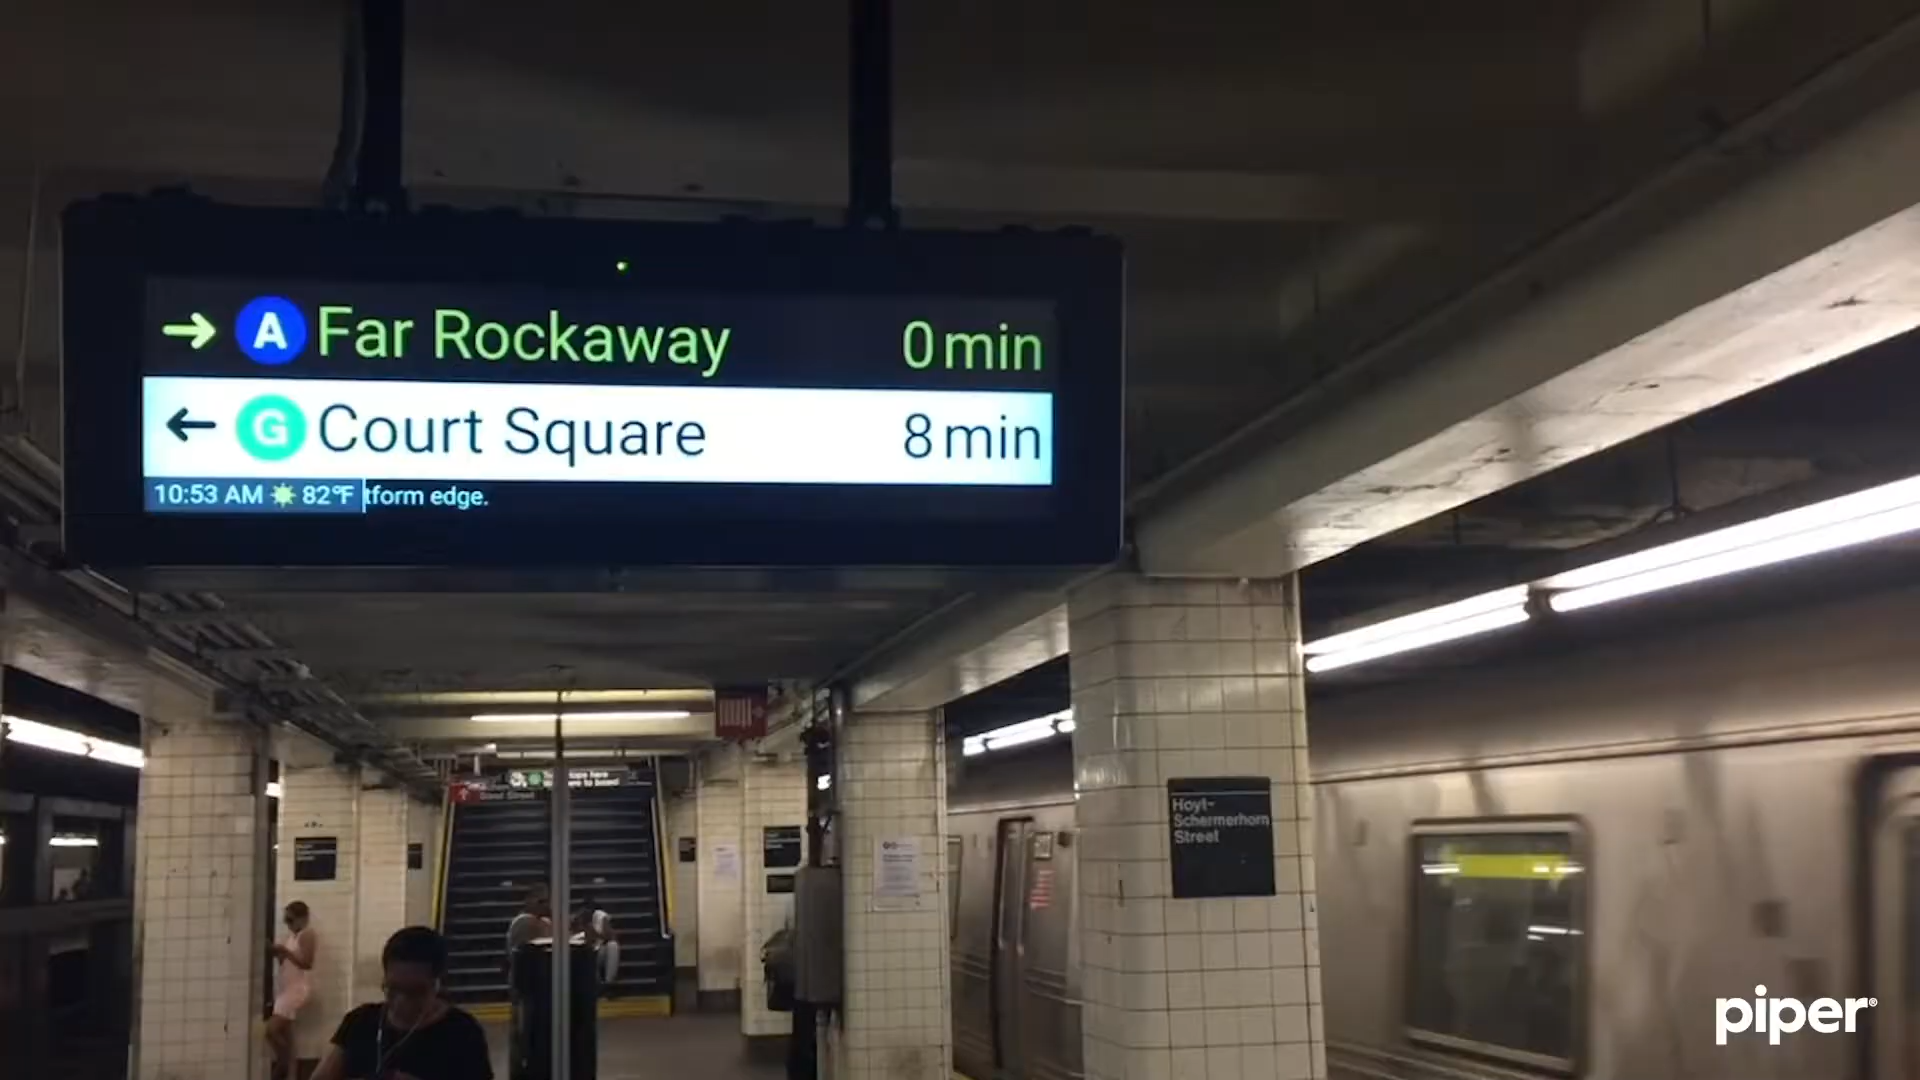 → A Far Rockaway 0 min
← G Court Square 8 min
10:53 AM 82°F tform edge.
Hoyt-
Schermerhorn
Street
piper®